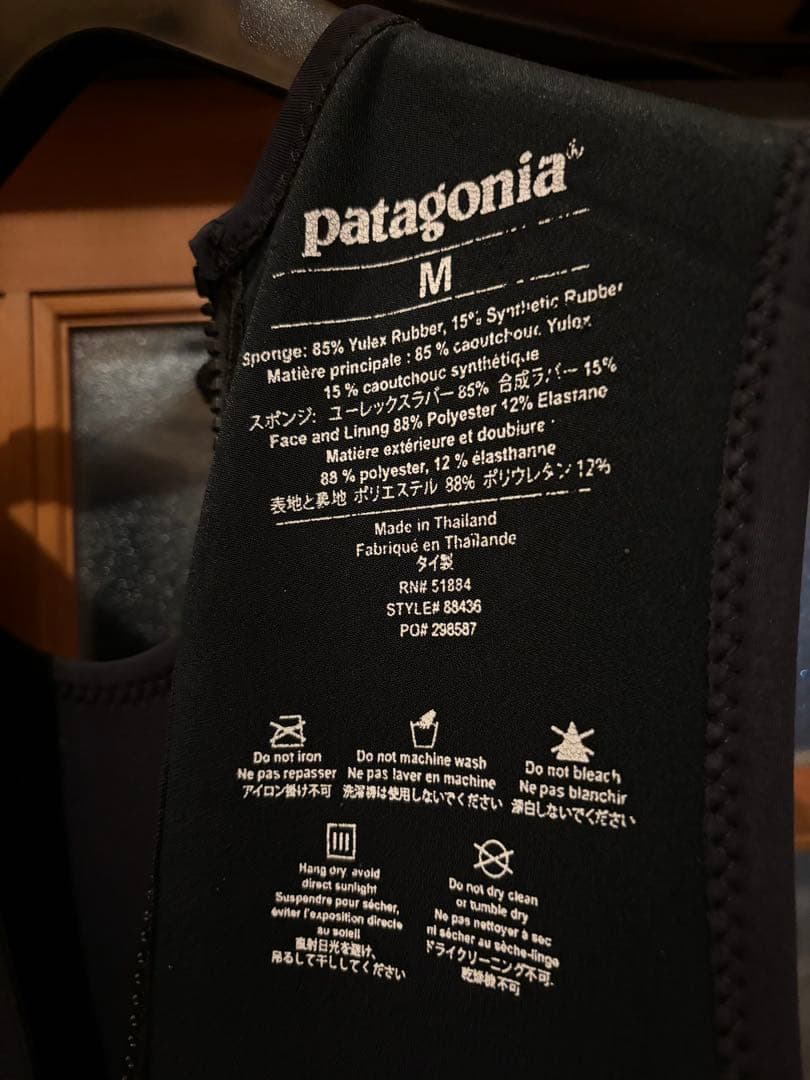 patagonia
M
Sponge: 85% Yulex Rubber, 15% Synthetic Rubber
Matière principale : 85 % caoutchouc Yulex
15 % caoutchouc synthétique
スポンジ: ユーレックスラバー 85% 合成ラバー 15%
Face and Lining 88% Polyester 12% Elastane
Matière extérieure et doublure :
88 % polyester, 12 % élasthanne
表地と裏地 ポリエステル 88% ポリウレタン 12%
Made in Thailand
Fabriqué en Thaïlande
タイ製
RN# 51884
STYLE# 88436
PO# 298587
Do not iron
Ne pas repasser
アイロン掛け不可
Do not machine wash
Ne pas laver en machine
洗濯機は使用しないでください
Do not bleach
Ne pas blanchir
漂白しないでください
Hang dry avoid
direct sunlight
Suspendre pour sécher,
éviter l'exposition directe
au soleil
直射日光を避け、
吊るして干ししてください
Do not dry clean
or tumble dry
Ne pas nettoyer à sec
ni sécher au sèche-linge
ドライクリーニング不可.
乾燥機不可